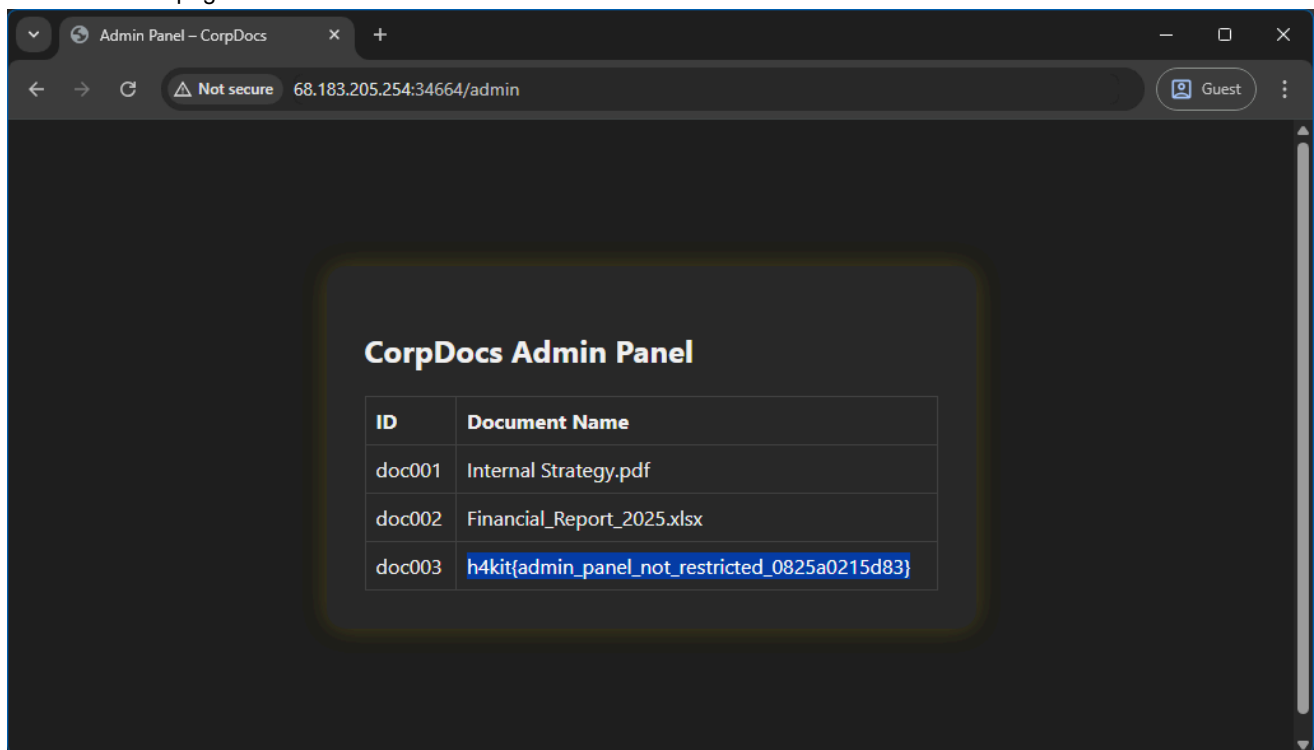 Admin Panel – CorpDocs
Not secure 68.183.205.254:34664/admin
Guest
CorpDocs Admin Panel
ID Document Name
doc001 Internal Strategy.pdf
doc002 Financial_Report_2025.xlsx
doc003 h4kit{admin_panel_not_restricted_0825a0215d83}